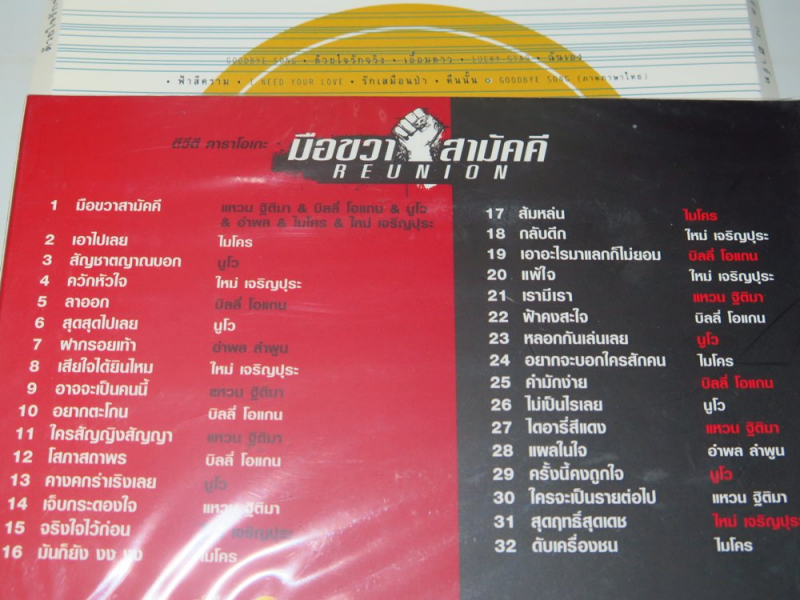 GOODBYE SONG • ด้วยใจรักจริง • เอื้อมดาว • LUCKY STAR • ฉันเอง
• ฟ้าสีคราม • I NEED YOUR LOVE • รักเสมือนป่า • คืนนั้น • GOODBYE SONG (ภาคภาษาไทย)
ดีวีดี คาราโอเกะ มือขวา สามัคคี
REUNION
1 มือขวาสามัคคี แหวน ฐิติมา & บิลลี่ โอแกน & นูโว
& อำพล & ไมโคร & ใหม่ เจริญปุระ
2 เอาไปเลย ไมโคร
3 สัญชาตญาณบอก นูโว
4 ควักหัวใจ ใหม่ เจริญปุระ
5 ลาออก บิลลี่ โอแกน
6 สุดสุดไปเลย นูโว
7 ฝากรอยเท้า อำพล ลำพูน
8 เสียใจได้ยินไหม ใหม่ เจริญปุระ
9 อาจจะเป็นคนนี้ แหวน ฐิติมา
10 อยากตะโกน บิลลี่ โอแกน
11 ใครสัญญิงสัญญา แหวน ฐิติมา
12 โสภาสถาพร บิลลี่ โอแกน
13 คางคกร่าเริงเลย นูโว
14 เจ็บกระดองใจ แหวน ฐิติมา
15 จริงใจไว้ก่อน เจริญปุระ
16 มันก็ยัง งง งง ไมโคร
17 ส้มหล่น ไมโคร
18 กลับดึก ใหม่ เจริญปุระ
19 เอาอะไรมาแลกก็ไม่ยอม บิลลี่ โอแกน
20 แพ้ใจ ใหม่ เจริญปุระ
21 เรามีเรา แหวน ฐิติมา
22 ฟ้าคงสะใจ บิลลี่ โอแกน
23 หลอกกันเล่นเลย นูโว
24 อยากจะบอกใครสักคน ไมโคร
25 คำมักง่าย บิลลี่ โอแกน
26 ไม่เป็นไรเลย นูโว
27 ไดอารี่สีแดง แหวน ฐิติมา
28 แผลในใจ อำพล ลำพูน
29 ครั้งนี้คงถูกใจ นูโว
30 ใครจะเป็นรายต่อไป แหวน ฐิติมา
31 สุดฤทธิ์สุดเดช ใหม่ เจริญปุระ
32 ดับเครื่องชน ไมโคร